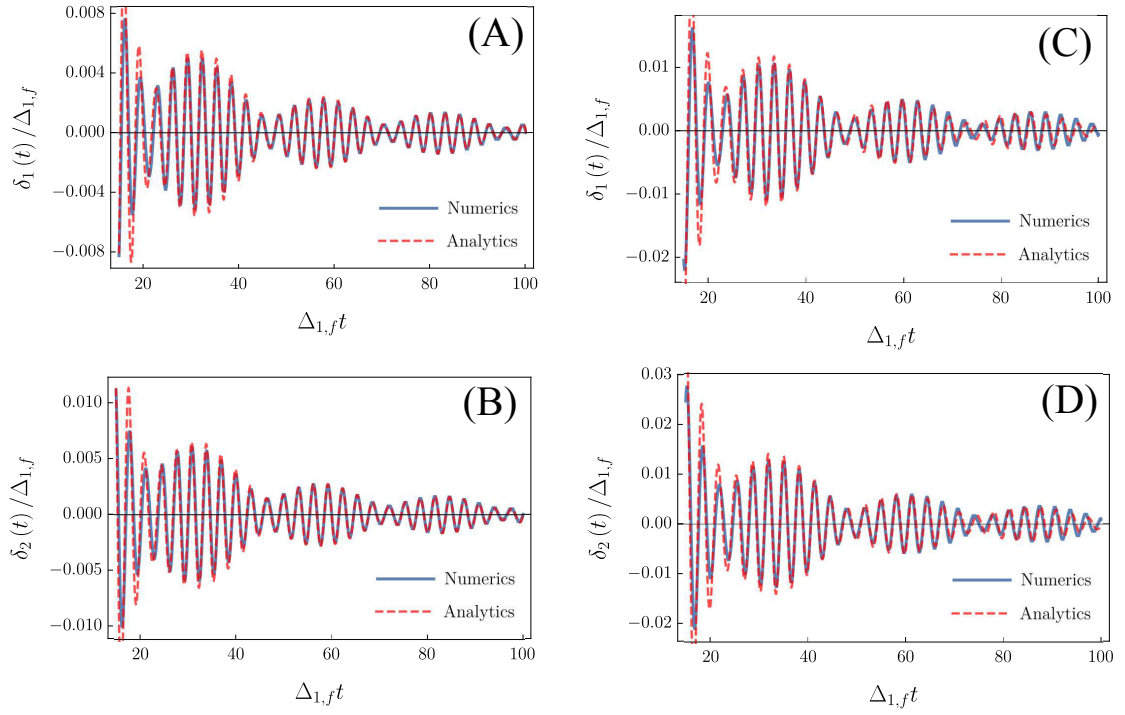 (A)
δ₁(t)/Δ₁,f
0.008
0.004
0.000
−0.004
−0.008
Numerics
Analytics
20 40 60 80 100
Δ₁,f t
(C)
δ₁(t)/Δ₁,f
0.01
0.00
−0.01
−0.02
Numerics
Analytics
20 40 60 80 100
Δ₁,f t
(B)
δ₂(t)/Δ₁,f
0.010
0.005
0.000
−0.005
−0.010
Numerics
Analytics
20 40 60 80 100
Δ₁,f t
(D)
δ₂(t)/Δ₁,f
0.03
0.02
0.01
0.00
−0.01
−0.02
Numerics
Analytics
20 40 60 80 100
Δ₁,f t